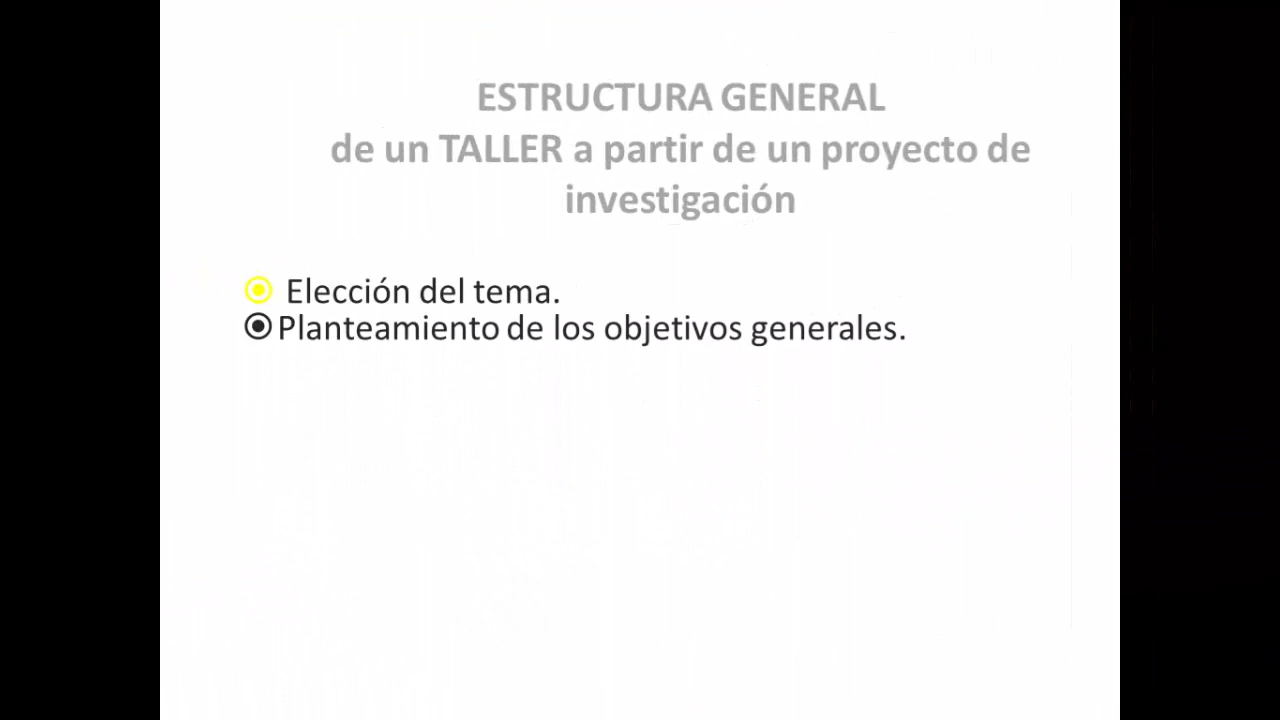 ESTRUCTURA GENERAL
de un TALLER a partir de un proyecto de
investigación
Elección del tema.
Planteamiento de los objetivos generales.